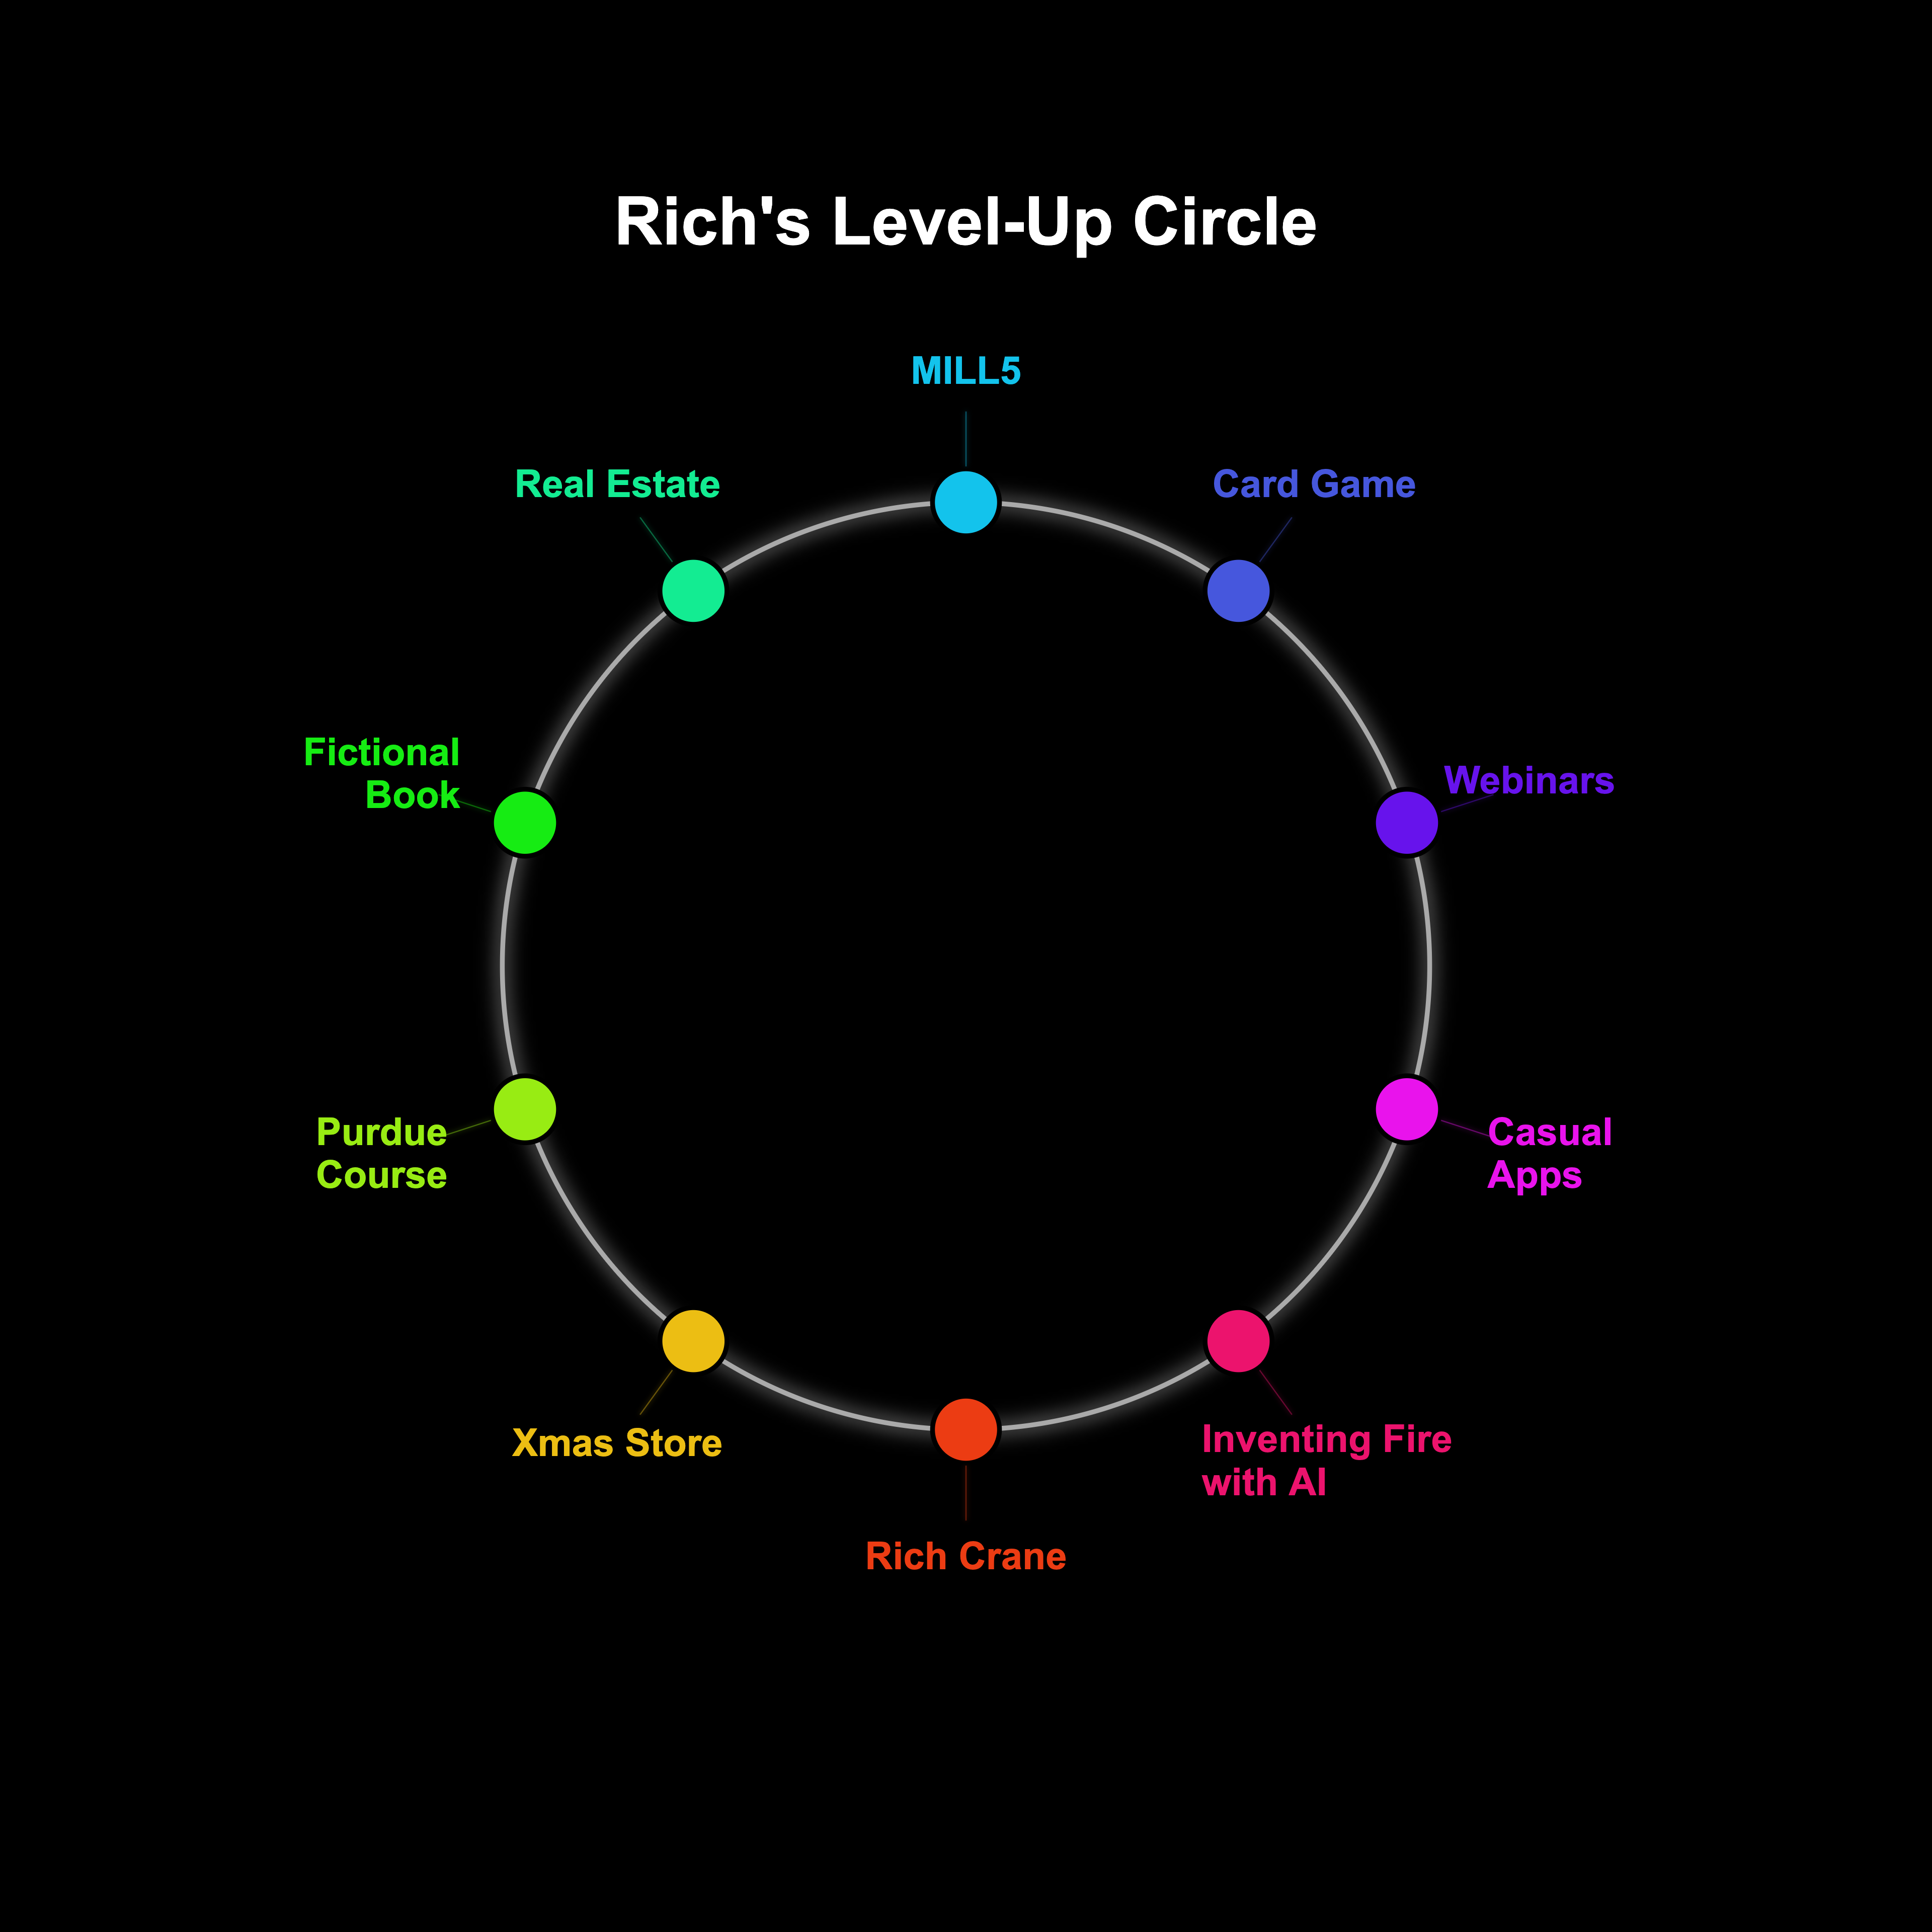 Rich's Level-Up Circle
MILL5
Real Estate
Card Game
Fictional
Book
Webinars
Purdue
Course
Casual
Apps
Xmas Store
Inventing Fire
with AI
Rich Crane